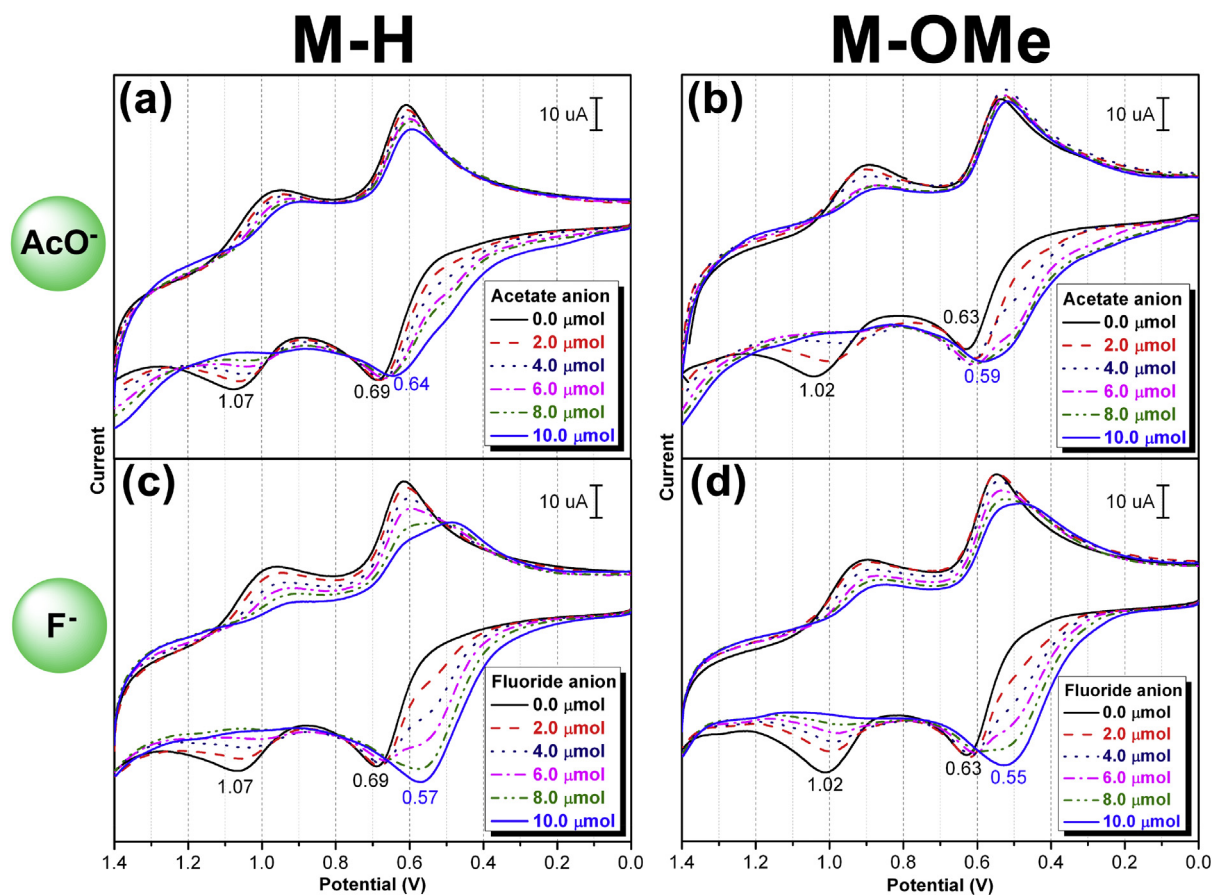 M-H
M-OMe
AcO-
F-
(a)
10 uA
Acetate anion
0.0 μmol
2.0 μmol
4.0 μmol
6.0 μmol
8.0 μmol
10.0 μmol
1.07
0.69
0.64
(b)
10 uA
Acetate anion
0.0 μmol
2.0 μmol
4.0 μmol
6.0 μmol
8.0 μmol
10.0 μmol
1.02
0.63
0.59
Current
Current
(c)
10 uA
Fluoride anion
0.0 μmol
2.0 μmol
4.0 μmol
6.0 μmol
8.0 μmol
10.0 μmol
1.07
0.69
0.57
(d)
10 uA
Fluoride anion
0.0 μmol
2.0 μmol
4.0 μmol
6.0 μmol
8.0 μmol
10.0 μmol
1.02
0.63
0.55
1.4 1.2 1.0 0.8 0.6 0.4 0.2 0.0
Potential (V)
1.4 1.2 1.0 0.8 0.6 0.4 0.2 0.0
Potential (V)